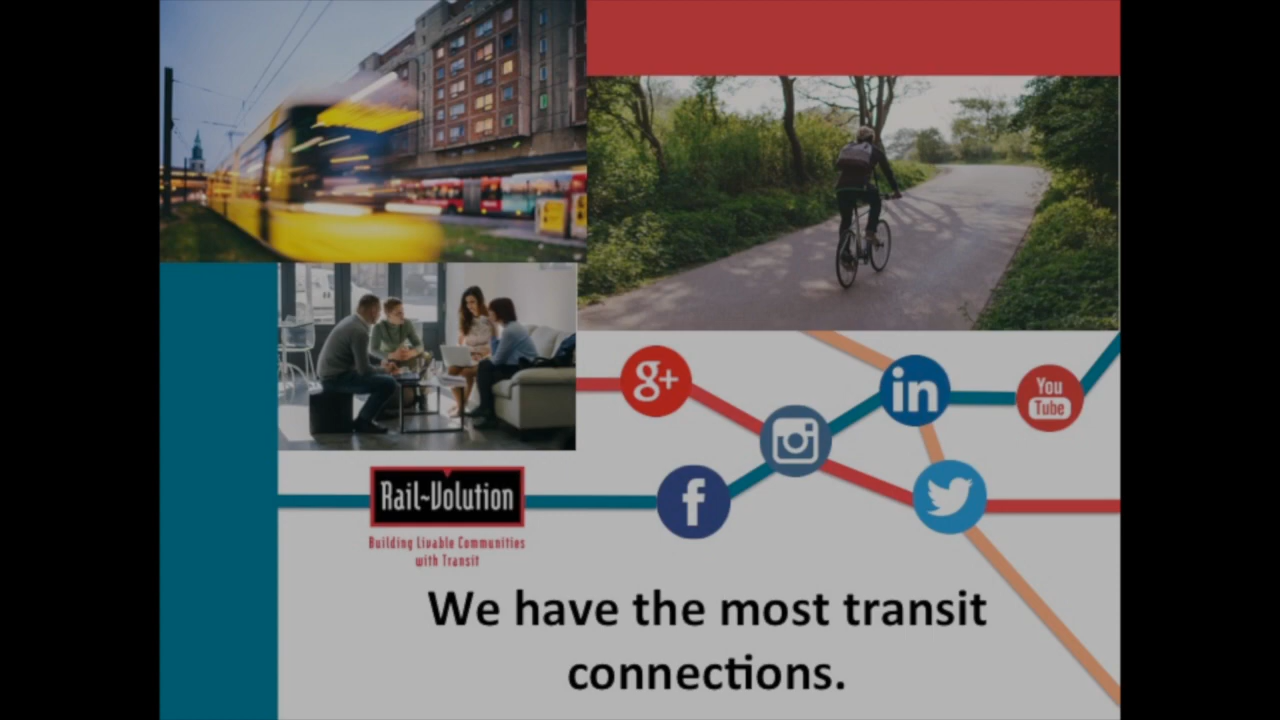 g+
in
You
Tube
f
Rail~Volution
Building Livable Communities
with Transit
We have the most transit
connections.